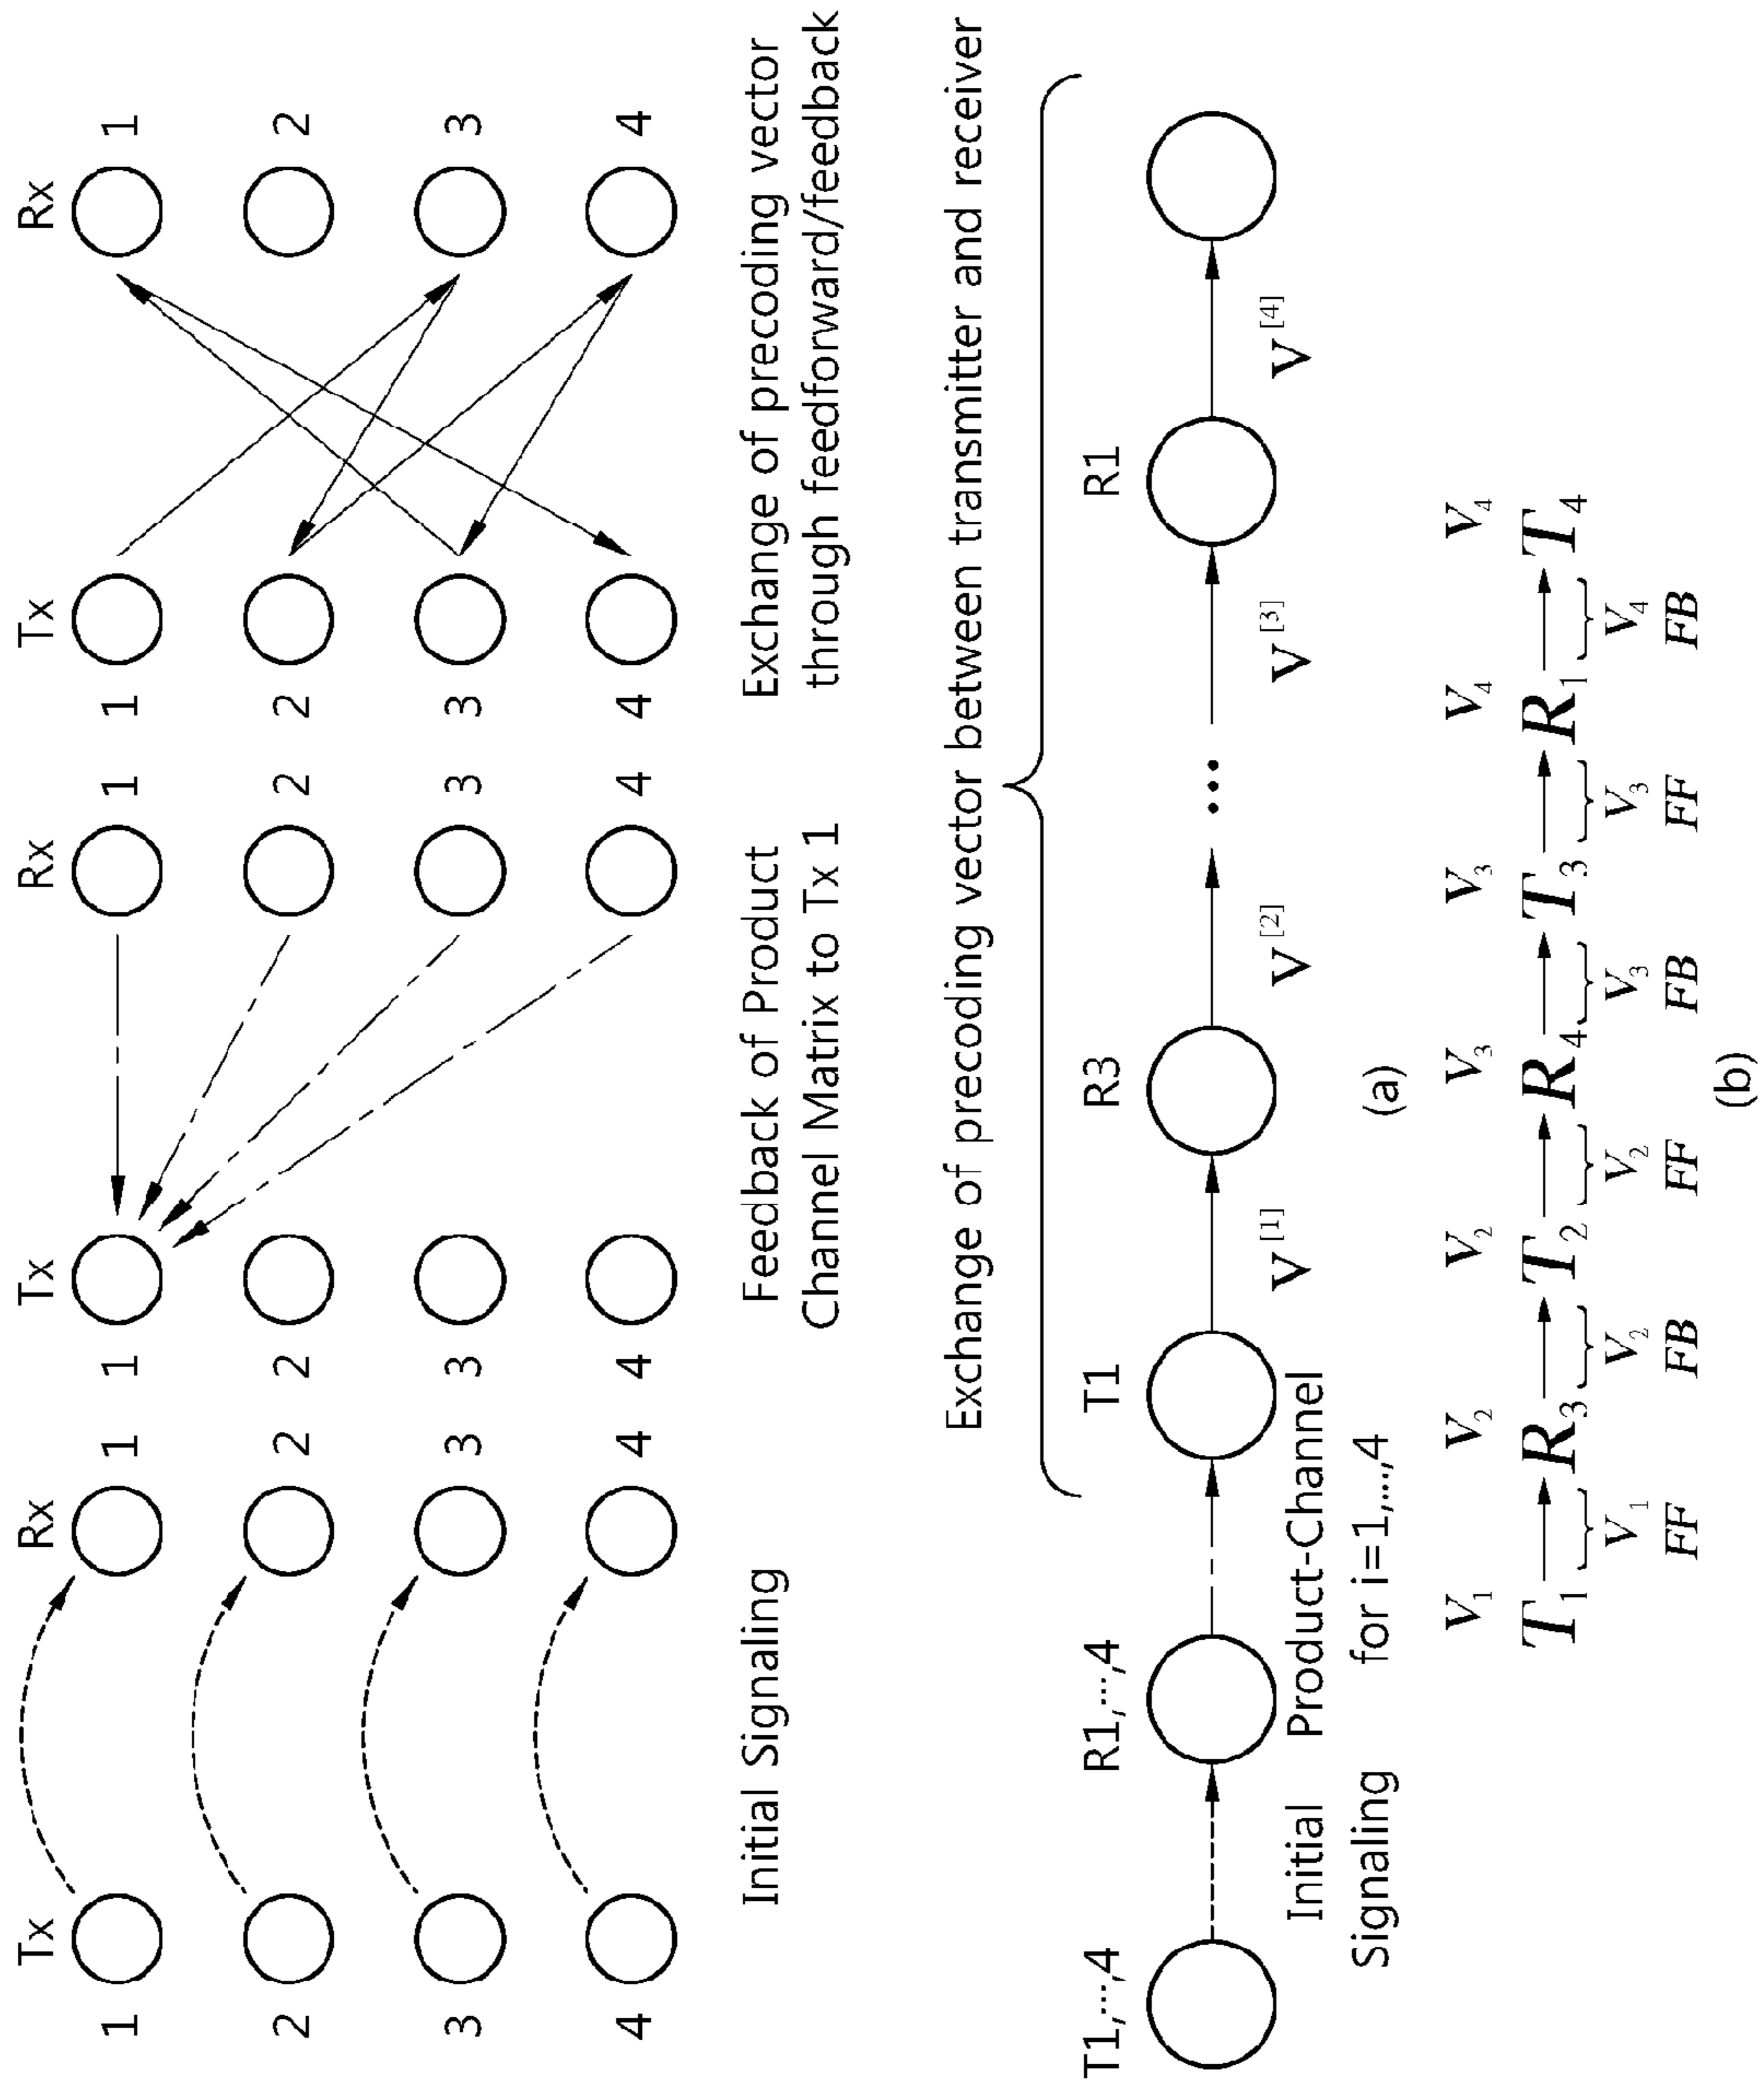 Tx Rx Tx Rx Tx Rx
1 1 1 1 1 1
2 2 2 2 2 2
3 3 3 3 3 3
4 4 4 4 4 4
Initial Signaling
Feedback of Product
Channel Matrix to Tx 1
Exchange of precoding vector
through feedforward/feedback
Exchange of precoding vector between transmitter and receiver
T1,···,4 R1,···,4 T1 R3 ··· R1
V[1] V[2] V[3] V[4]
Initial
Signaling
Product-Channel
for i=1,...,4
(a)
V1 V2 V2 V3 V3 V4 V4
T1 R3 T2 R4 T3 R1 T4
V1 V2 V2 V3 V3 V4
FF FB FF FB FF FB
(b)